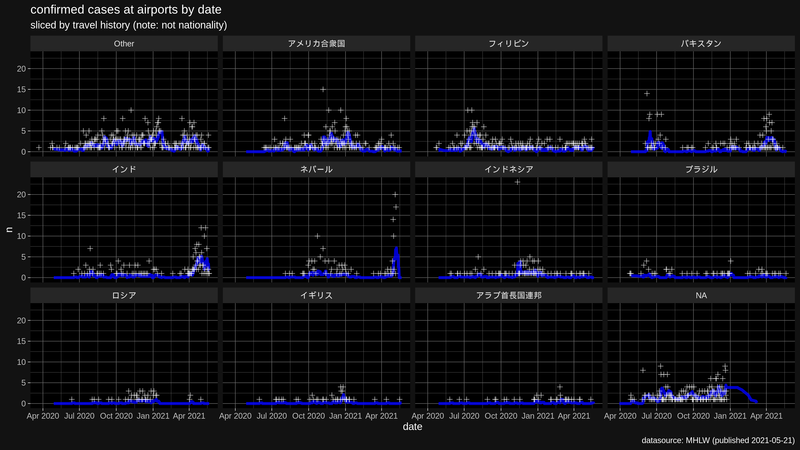 confirmed cases at airports by date
sliced by travel history (note: not nationality)
Other アメリカ合衆国 フィリピン パキスタン
20
15
10
5
0
インド ネパール インドネシア ブラジル
20
15
10
5
0
n
ロシア イギリス アラブ首長国連邦 NA
20
15
10
5
0
Apr 2020 Jul 2020 Oct 2020 Jan 2021 Apr 2021 Apr 2020 Jul 2020 Oct 2020 Jan 2021 Apr 2021 Apr 2020 Jul 2020 Oct 2020 Jan 2021 Apr 2021 Apr 2020 Jul 2020 Oct 2020 Jan 2021 Apr 2021
date
datasource: MHLW (published 2021-05-21)